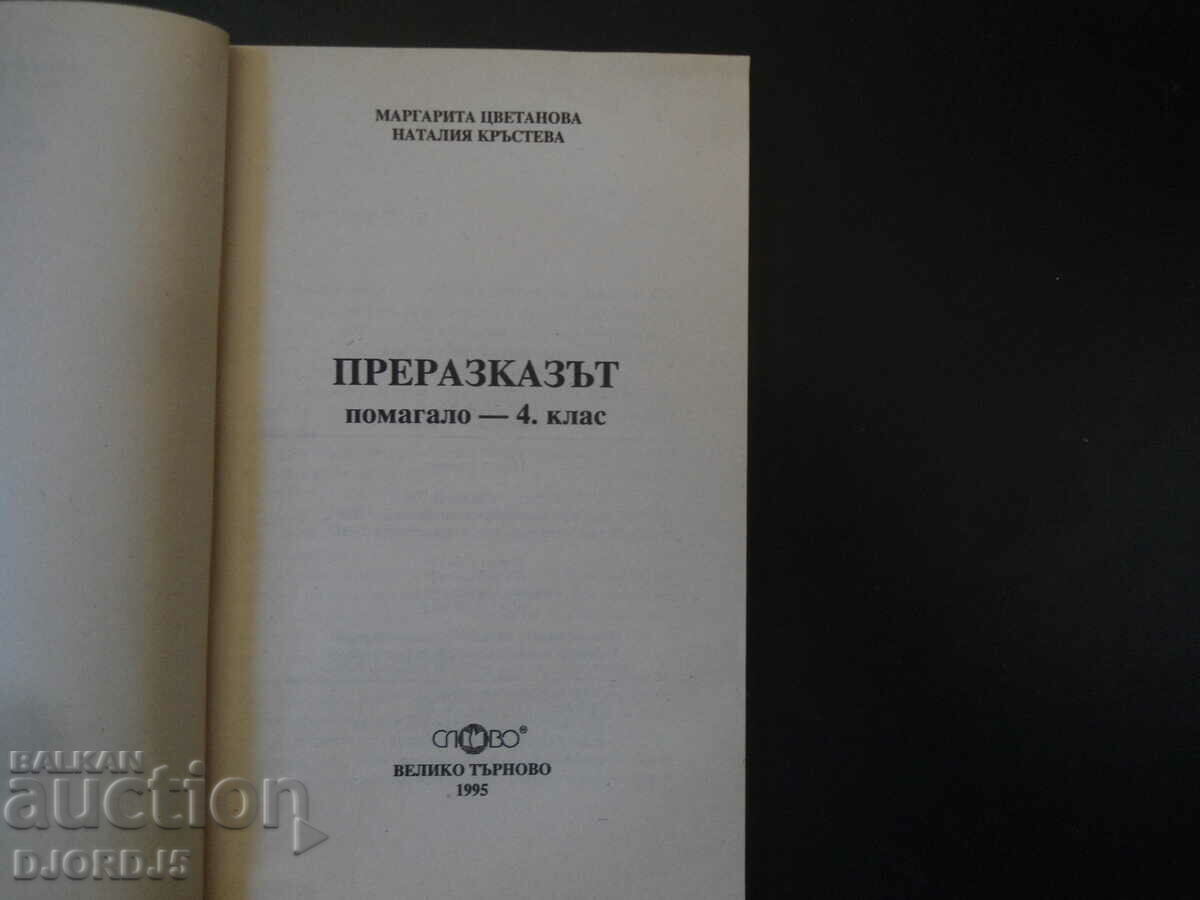 МАРГАРИТА ЦВЕТАНОВА
НАТАЛИЯ КРЪСТЕВА
ПРЕРАЗКАЗЪТ
помагало — 4. клас
СЛОВО®
ВЕЛИКО ТЪРНОВО
1995
BALKAN
auction
DJORDJ5